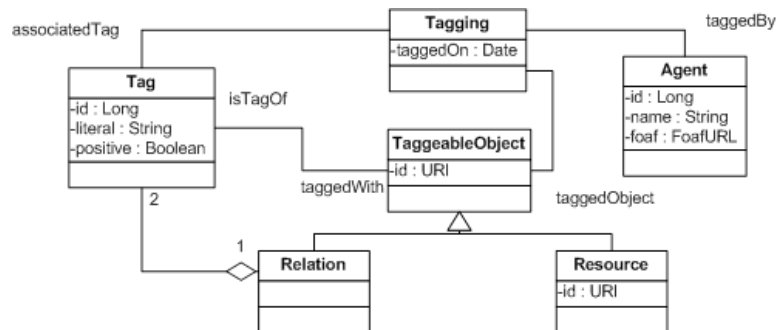 Tagging
taggedBy
associatedTag
-taggedOn : Date
Tag
Agent
isTagOf
-id : Long
-literal : String
-positive : Boolean
-id : Long
-name : String
-foaf : FoafURL
TaggeableObject
-id : URI
taggedWith
taggedObject
2
1
Relation
Resource
-id : URI